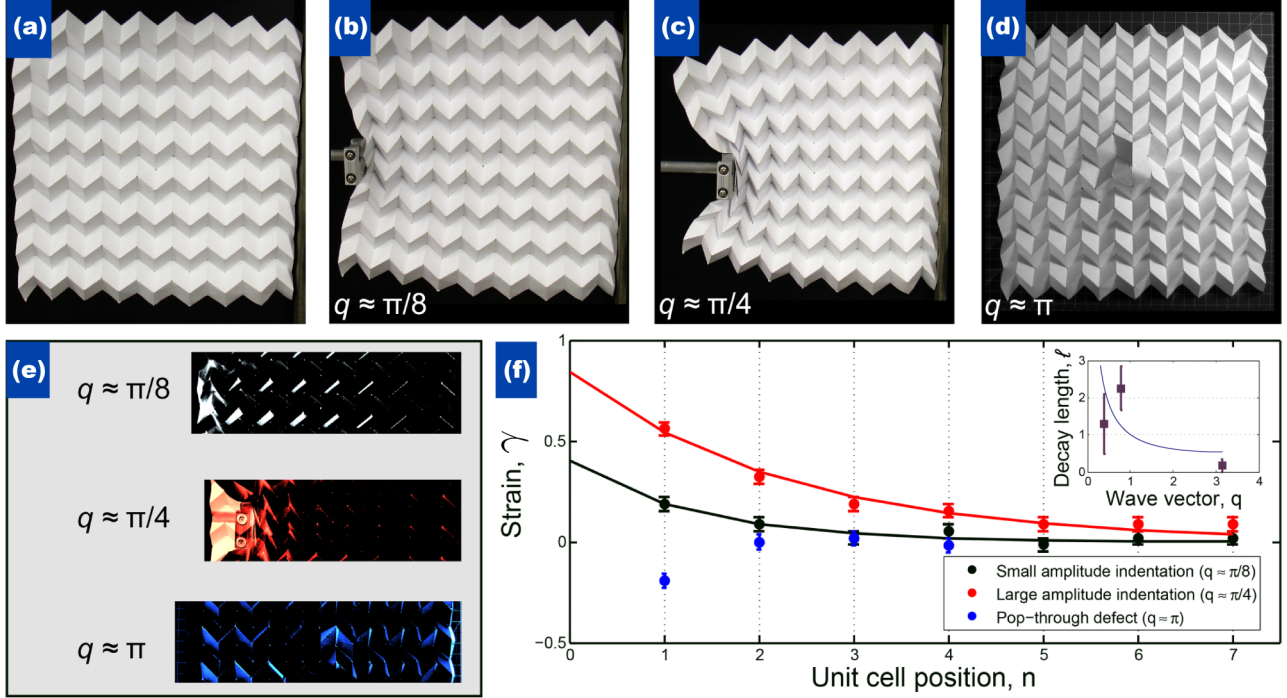 (a)
(b)
(c)
(d)
q ≈ π/8
q ≈ π/4
q ≈ π
(e)
q ≈ π/8
q ≈ π/4
q ≈ π
(f)
Strain, γ
1
0.5
0
−0.5
0 1 2 3 4 5 6 7
Unit cell position, n
Decay length, ℓ
3
2
1
0
0 1 2 3 4
Wave vector, q
Small amplitude indentation (q ≈ π/8)
Large amplitude indentation (q ≈ π/4)
Pop−through defect (q ≈ π)